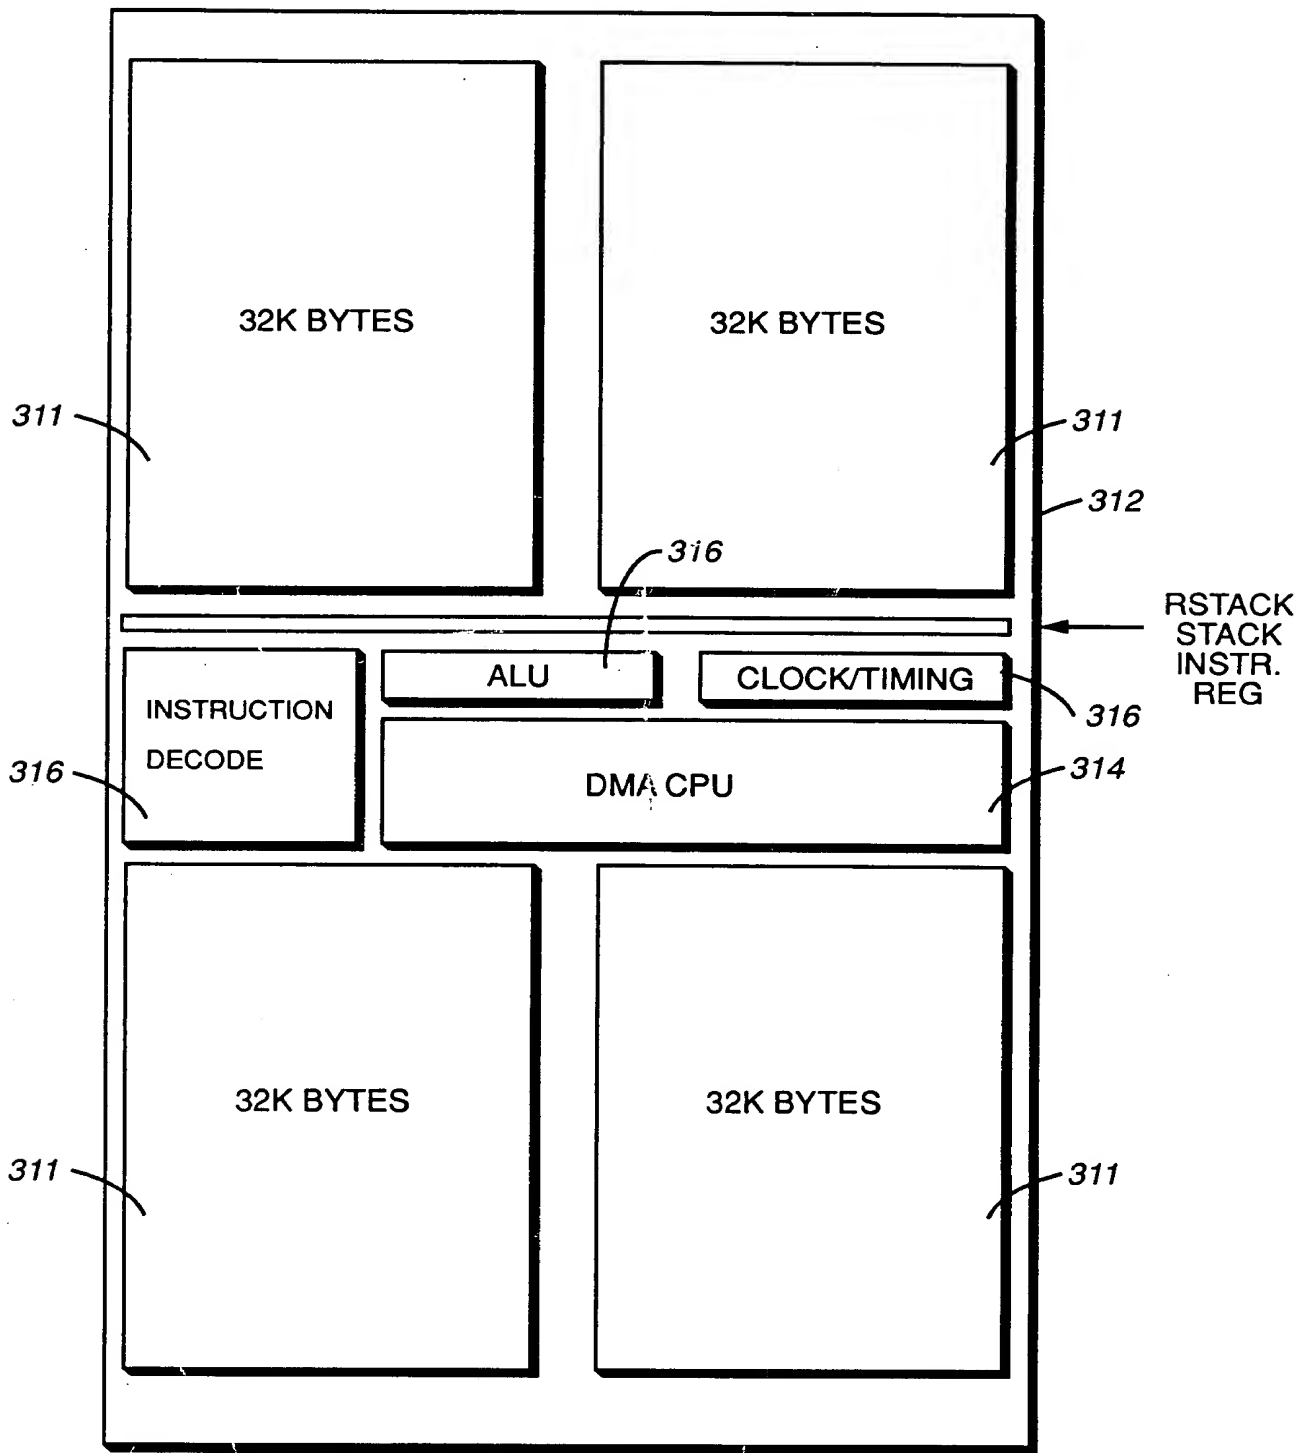 32K BYTES
32K BYTES
311
311
312
316
RSTACK
STACK
INSTR.
REG
ALU
CLOCK/TIMING
INSTRUCTION
DECODE
316
316
DMA CPU
314
32K BYTES
32K BYTES
311
311